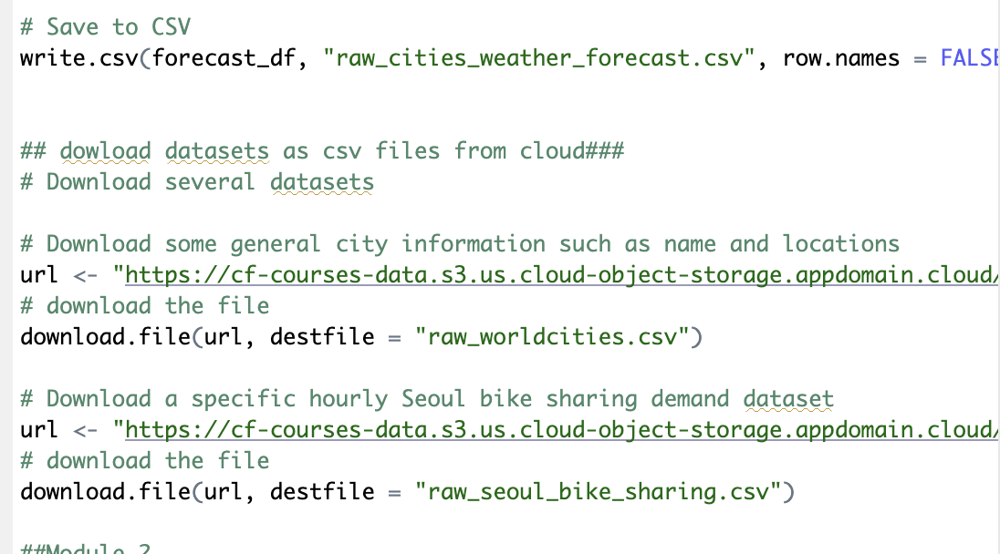 # Save to CSV
write.csv(forecast_df, "raw_cities_weather_forecast.csv", row.names = FALSE
## dowload datasets as csv files from cloud###
# Download several datasets
# Download some general city information such as name and locations
url <- "https://cf-courses-data.s3.us.cloud-object-storage.appdomain.cloud/
# download the file
download.file(url, destfile = "raw_worldcities.csv")
# Download a specific hourly Seoul bike sharing demand dataset
url <- "https://cf-courses-data.s3.us.cloud-object-storage.appdomain.cloud/
# download the file
download.file(url, destfile = "raw_seoul_bike_sharing.csv")
##Module 2